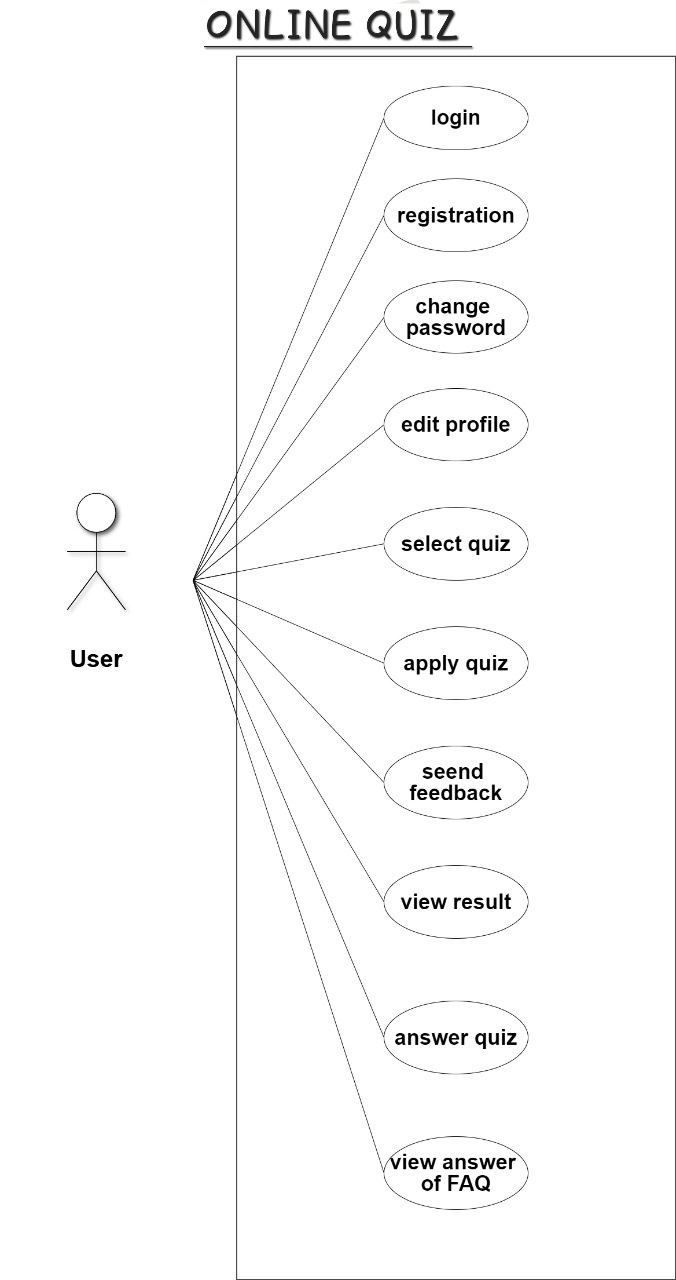 ONLINE QUIZ
login
registration
change
password
edit profile
select quiz
User
apply quiz
seend
feedback
view result
answer quiz
view answer
of FAQ